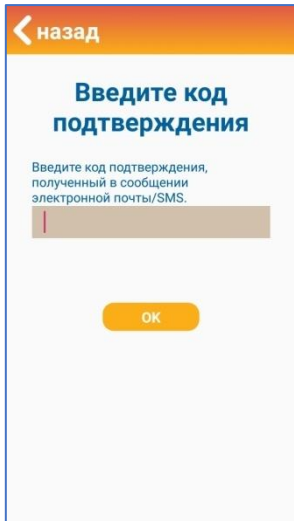 назад
Введите код
подтверждения
Введите код подтверждения,
полученный в сообщении
электронной почты/SMS.
OK